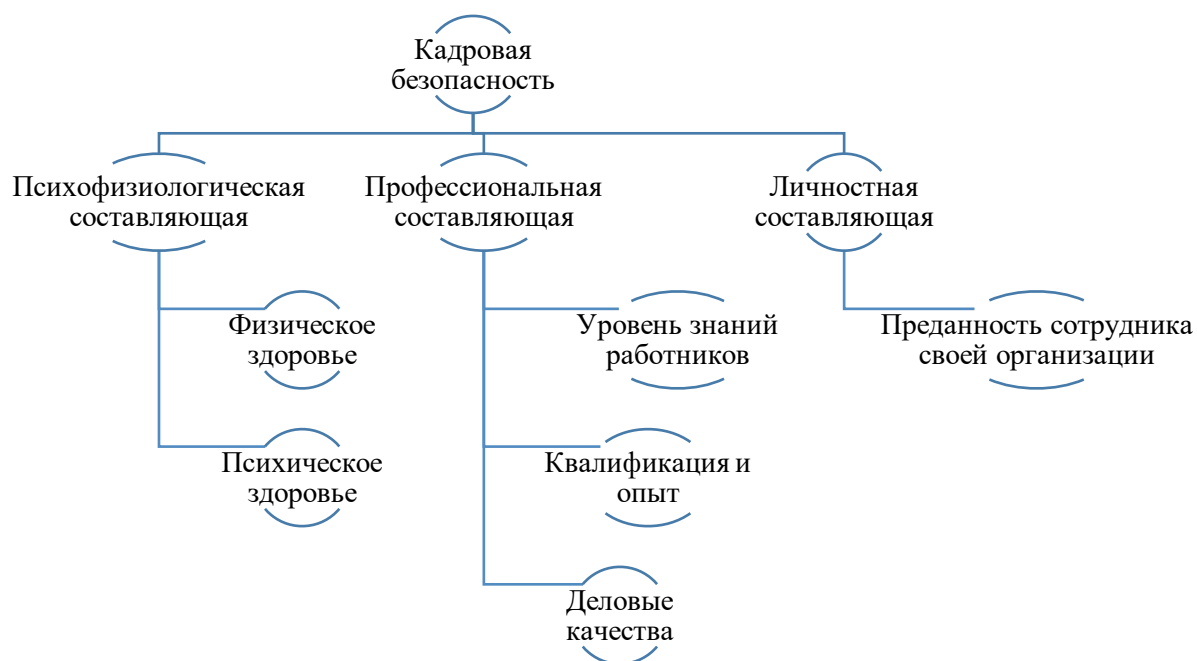 Кадровая
безопасность
Психофизиологическая
составляющая
Профессиональная
составляющая
Личностная
составляющая
Физическое
здоровье
Психическое
здоровье
Уровень знаний
работников
Квалификация и
опыт
Деловые
качества
Преданность сотрудника
своей организации